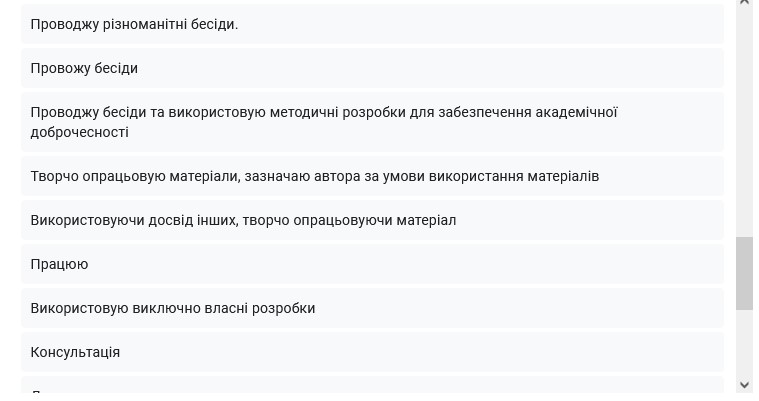 Проводжу різноманітні бесіди.
Провожу бесіди
Проводжу бесіди та використовую методичні розробки для забезпечення академічної
доброчесності
Творчо опрацьовую матеріали, зазначаю автора за умови використання матеріалів
Використовуючи досвід інших, творчо опрацьовуючи матеріал
Працюю
Використовую виключно власні розробки
Консультація